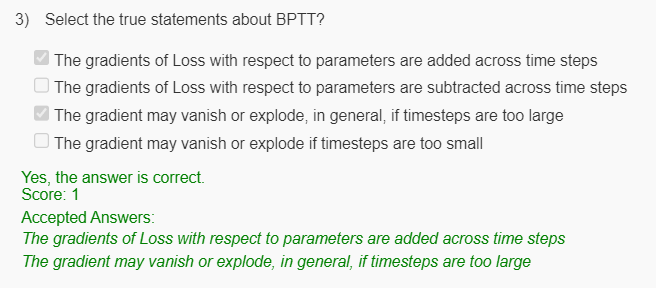 3) Select the true statements about BPTT?
The gradients of Loss with respect to parameters are added across time steps
The gradients of Loss with respect to parameters are subtracted across time steps
The gradient may vanish or explode, in general, if timesteps are too large
The gradient may vanish or explode if timesteps are too small
Yes, the answer is correct.
Score: 1
Accepted Answers:
The gradients of Loss with respect to parameters are added across time steps
The gradient may vanish or explode, in general, if timesteps are too large